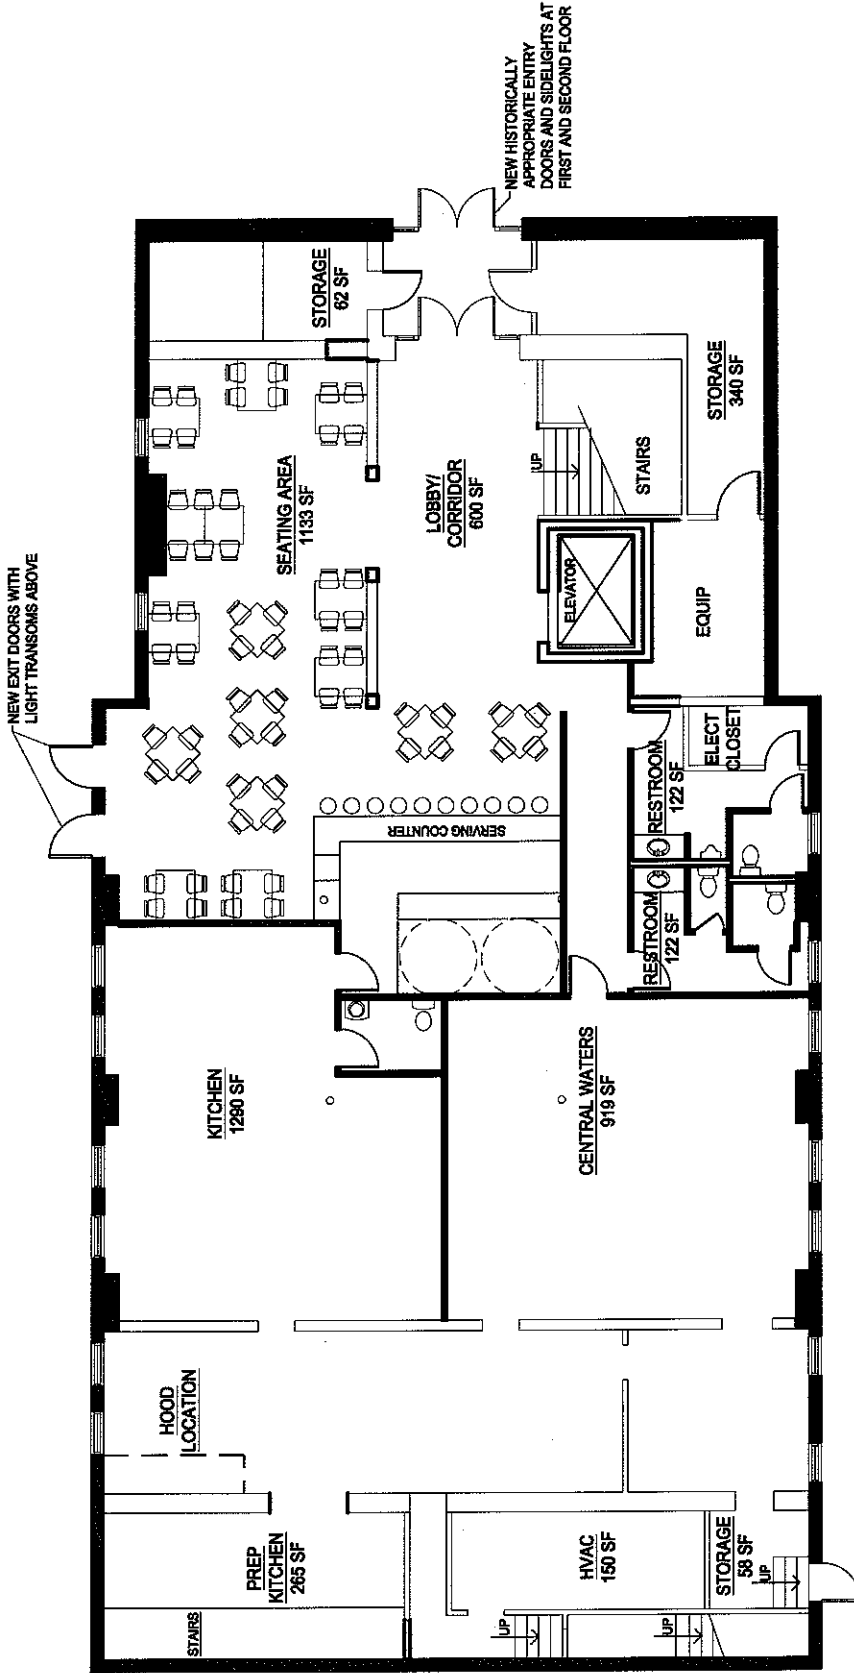 NEW EXIT DOORS WITH
LIGHT TRANSOMS ABOVE
NEW HISTORICALLY
APPROPRIATE ENTRY
DOORS AND SIDELIGHTS AT
FIRST AND SECOND FLOOR
STORAGE
62 SF
SEATING AREA
1133 SF
LOBBY/
CORRIDOR
600 SF
UP
STAIRS
STORAGE
340 SF
ELEVATOR
EQUIP
ELECT
CLOSET
RESTROOM
122 SF
RESTROOM
122 SF
SERVING COUNTER
KITCHEN
1290 SF
CENTRAL WATERS
919 SF
HOOD
LOCATION
PREP
KITCHEN
265 SF
HVAC
150 SF
STORAGE
58 SF
UP
STAIRS
UP
UP